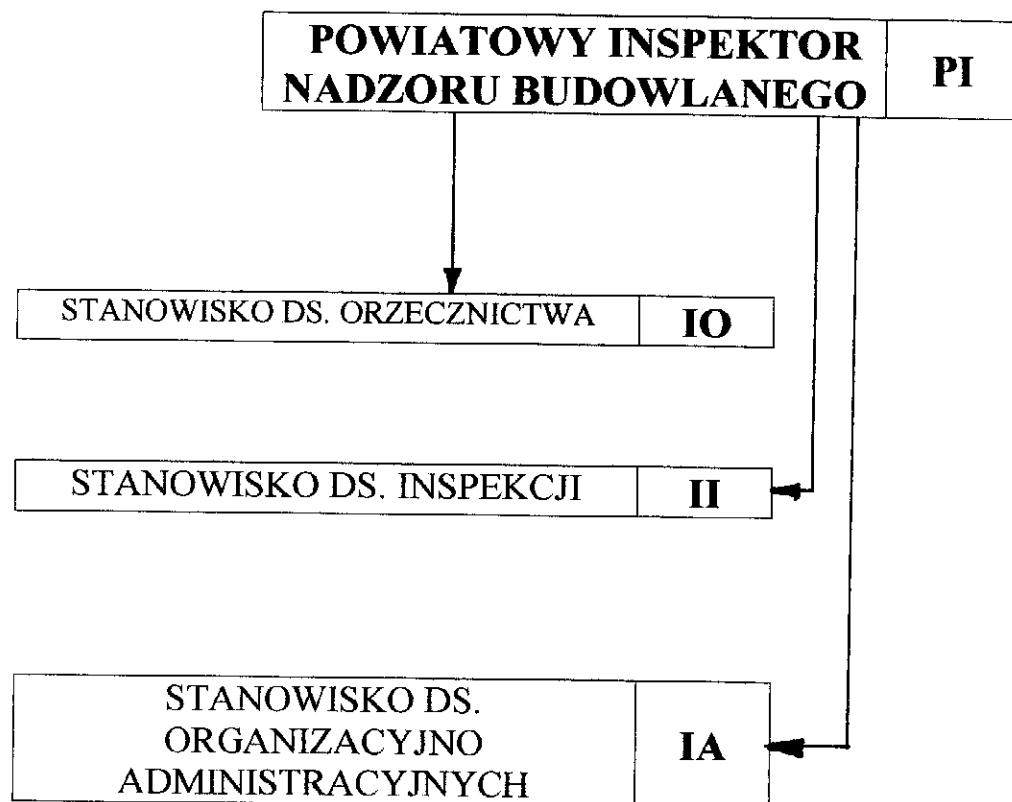 POWIATOWY INSPEKTOR
NADZORU BUDOWLANEGO
PI
STANOWISKO DS. ORZECZNICTWA
IO
STANOWISKO DS. INSPEKCJI
II
STANOWISKO DS.
ORGANIZACYJNO
ADMINISTRACYJNYCH
IA